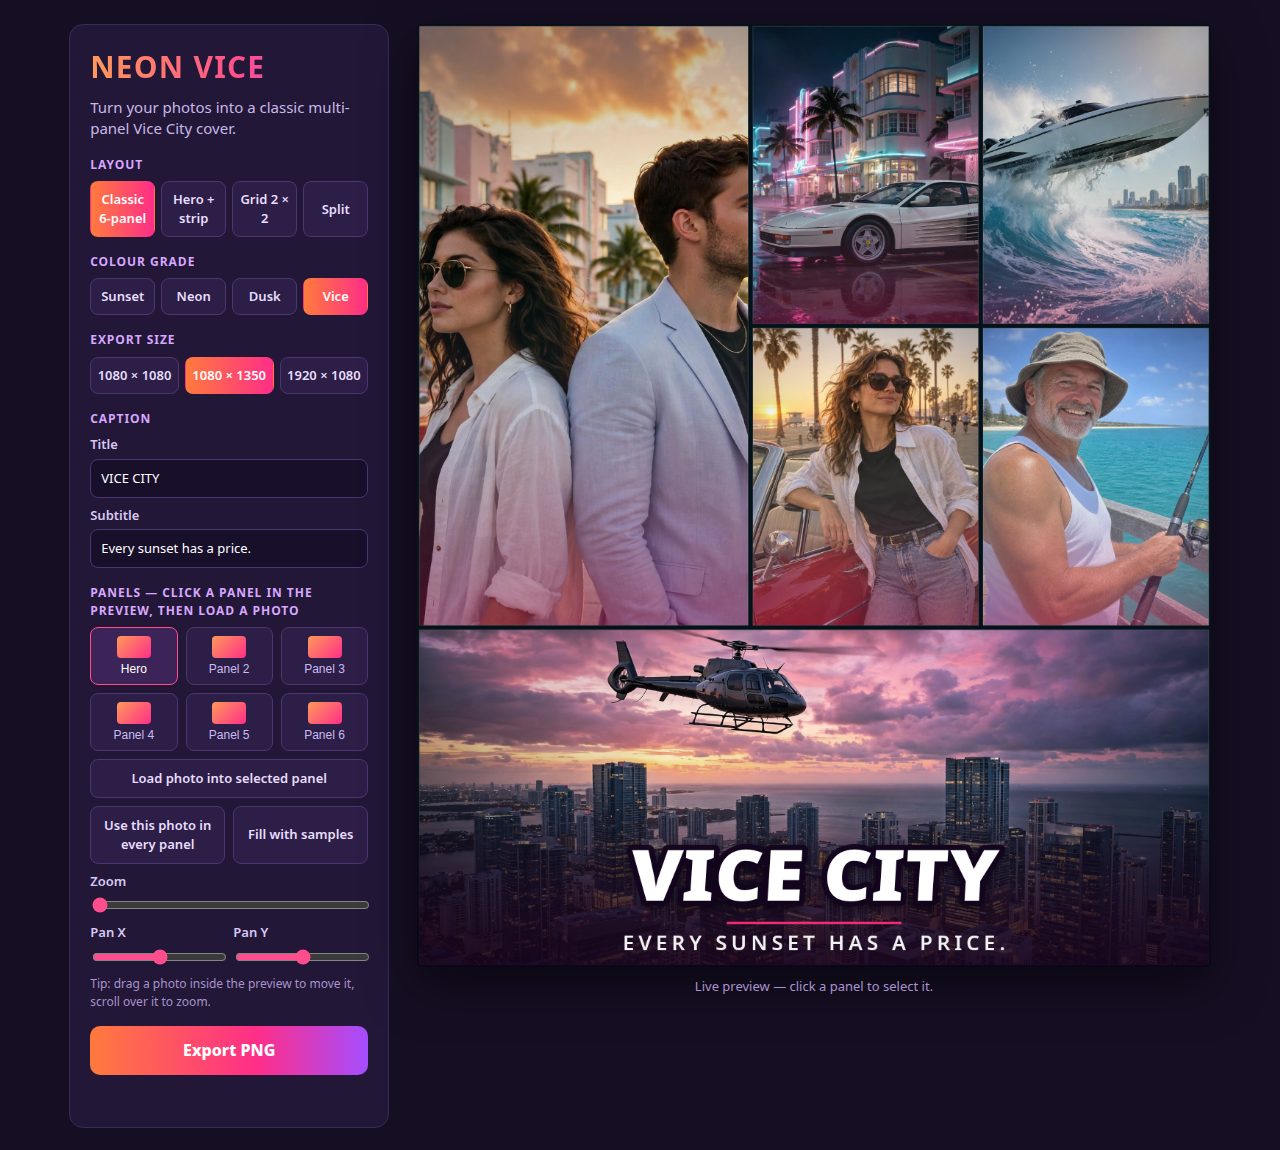 NEON VICE
Turn your photos into a classic multi-
panel Vice City cover.
LAYOUT
Classic
6-panel
Hero +
strip
Grid 2 ×
2
Split
COLOUR GRADE
Sunset
Neon
Dusk
Vice
EXPORT SIZE
1080 × 1080
1080 × 1350
1920 × 1080
CAPTION
Title
VICE CITY
Subtitle
Every sunset has a price.
PANELS — CLICK A PANEL IN THE
PREVIEW, THEN LOAD A PHOTO
Hero
Panel 2
Panel 3
Panel 4
Panel 5
Panel 6
Load photo into selected panel
Use this photo in
every panel
Fill with samples
Zoom
Pan X
Pan Y
Tip: drag a photo inside the preview to move it,
scroll over it to zoom.
Export PNG
VICE CITY
EVERY SUNSET HAS A PRICE.
Live preview — click a panel to select it.